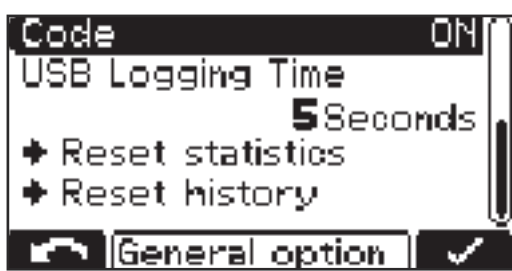 Code ON
USB Logging Time
5 Seconds
Reset statistics
Reset history
General option